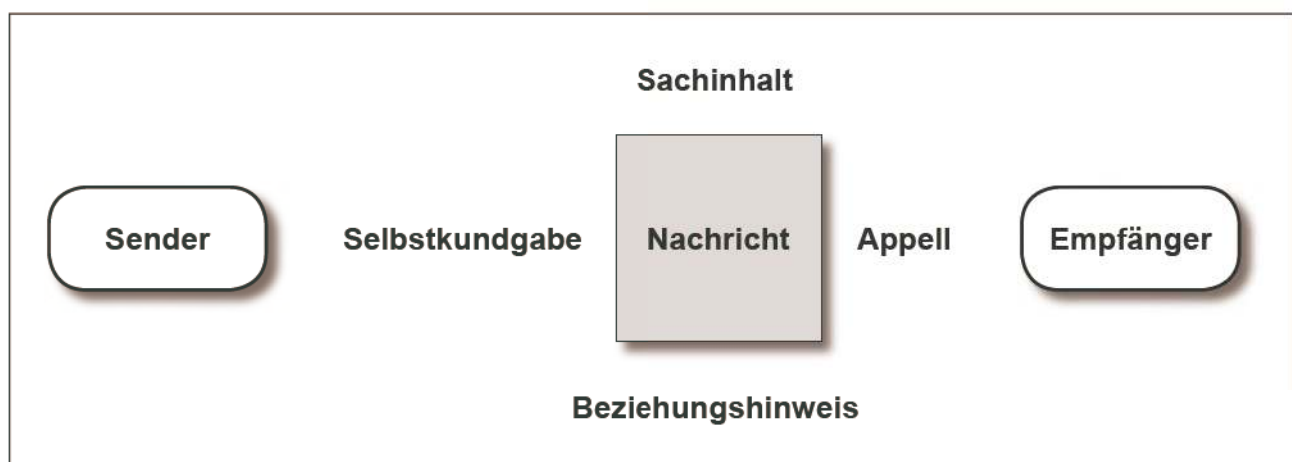 Sachinhalt
Sender Selbstkundgabe Nachricht Appell Empfänger
Beziehungshinweis